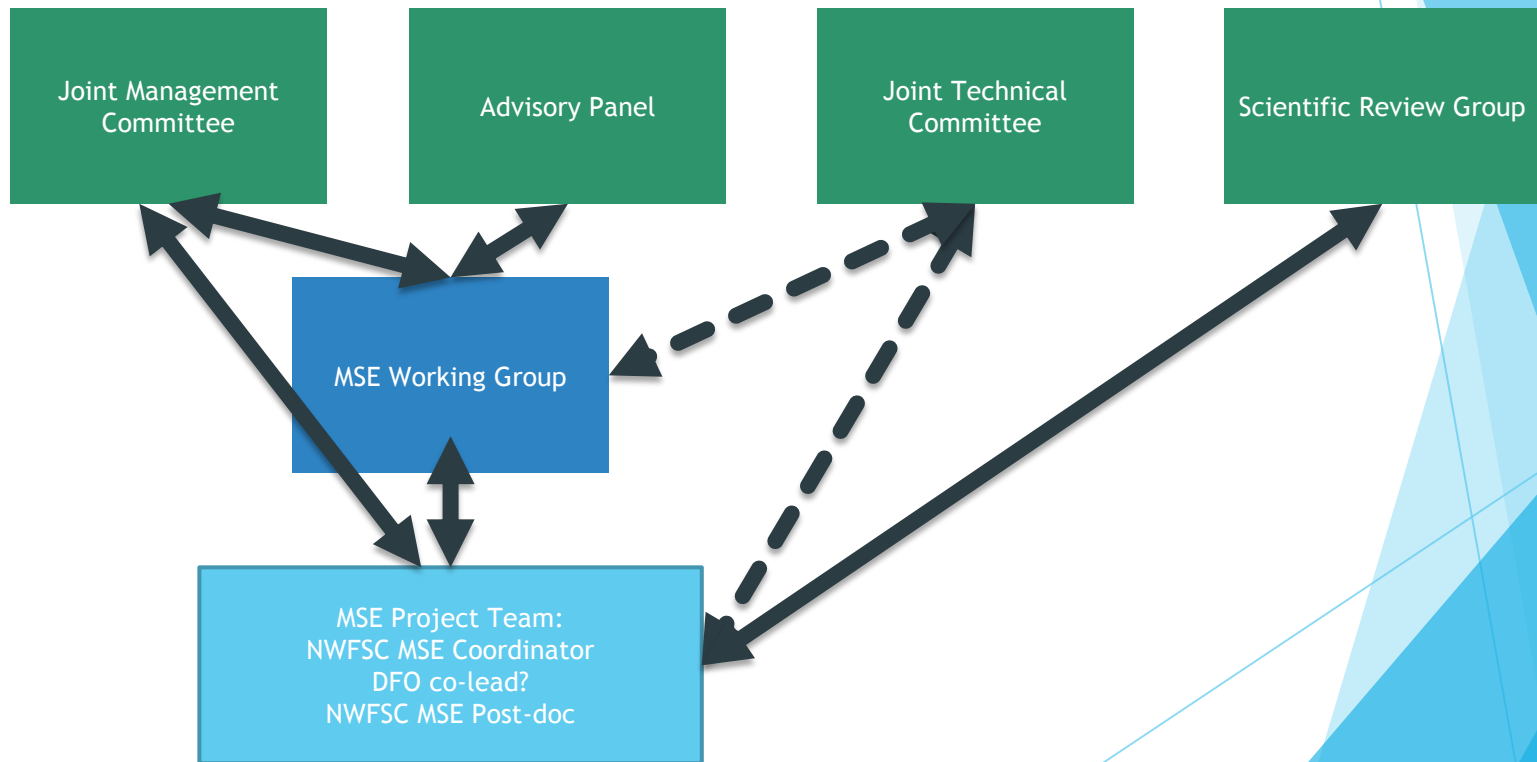 Joint Management
Committee
Advisory Panel
Joint Technical
Committee
Scientific Review Group
MSE Working Group
MSE Project Team:
NWFSC MSE Coordinator
DFO co-lead?
NWFSC MSE Post-doc